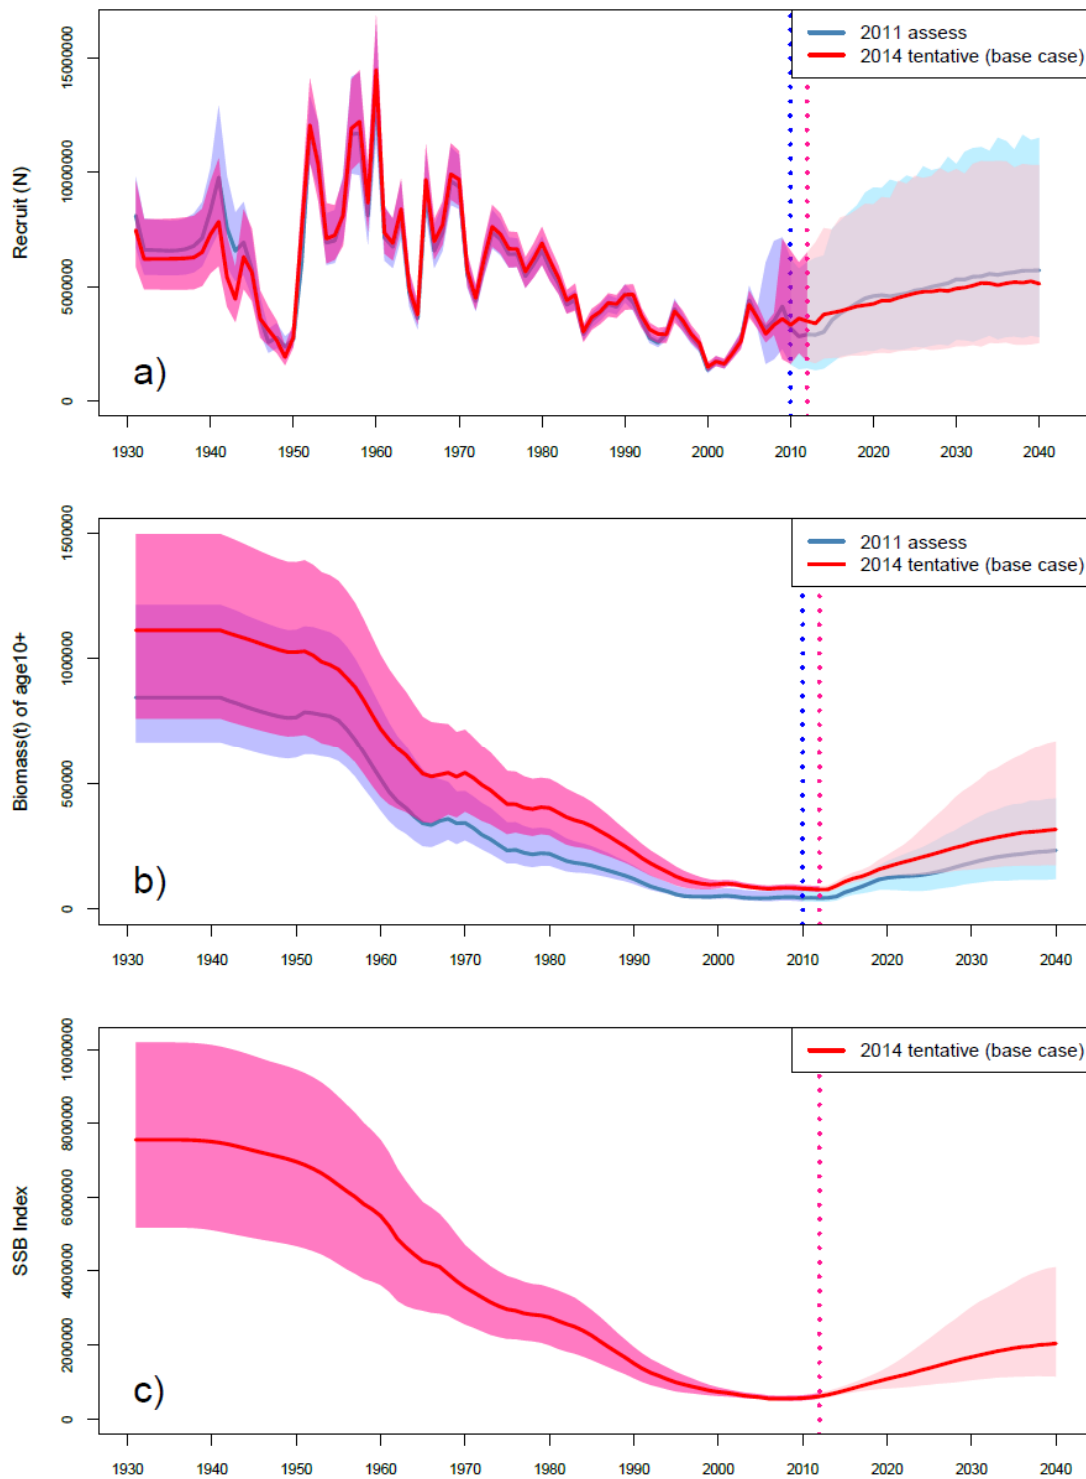 2011 assess
2014 tentative (base case)
Recruit (N)
15000000
10000000
5000000
0
a)
1930 1940 1950 1960 1970 1980 1990 2000 2010 2020 2030 2040
2011 assess
2014 tentative (base case)
Biomass(t) of age10+
1500000
1000000
500000
0
b)
1930 1940 1950 1960 1970 1980 1990 2000 2010 2020 2030 2040
2014 tentative (base case)
SSB Index
10000000
8000000
6000000
4000000
2000000
0
c)
1930 1940 1950 1960 1970 1980 1990 2000 2010 2020 2030 2040